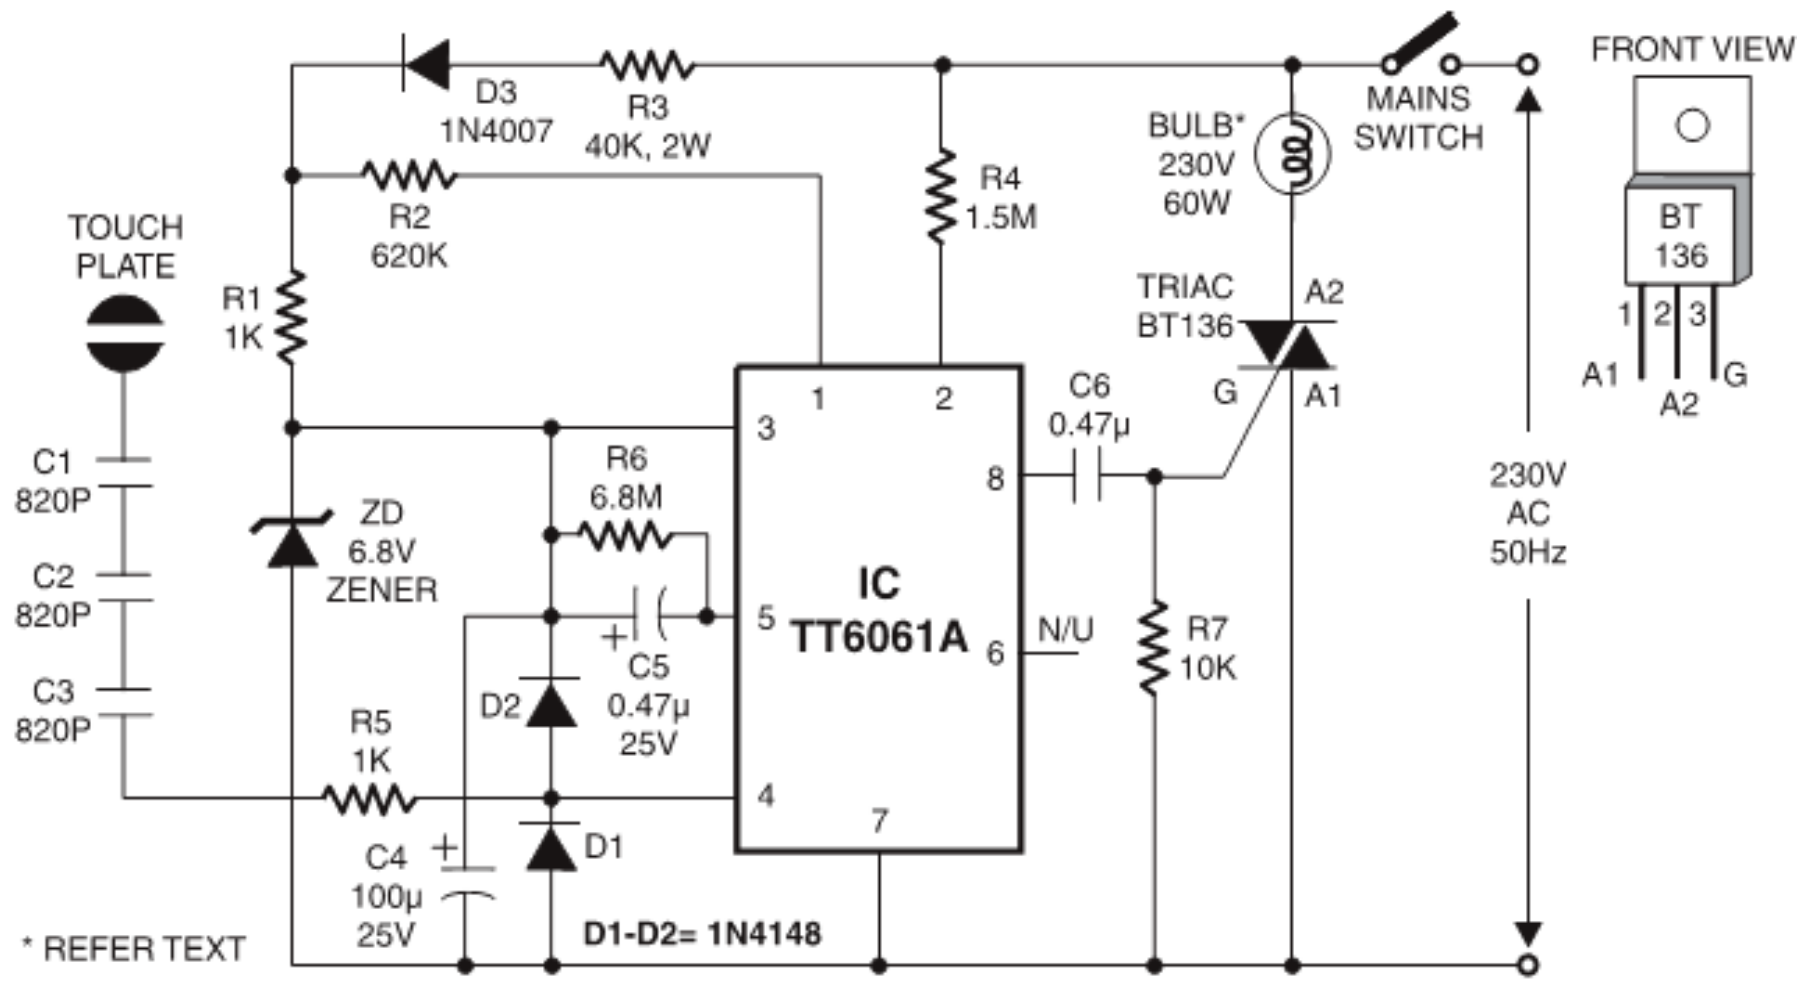 FRONT VIEW
MAINS
SWITCH
D3
1N4007
R3
40K, 2W
BULB*
230V
60W
R4
1.5M
R2
620K
BT
136
1 2 3
A1
A2
G
TOUCH
PLATE
R1
1K
TRIAC
BT136
A2
G
A1
1
2
3
C6
0.47µ
8
R6
6.8M
C1
820P
ZD
6.8V
ZENER
230V
AC
50Hz
C2
820P
IC
TT6061A
5
+
C5
0.47µ
25V
6
N/U
R7
10K
C3
820P
D2
R5
1K
4
7
D1
+
C4
100µ
25V
D1-D2= 1N4148
* REFER TEXT